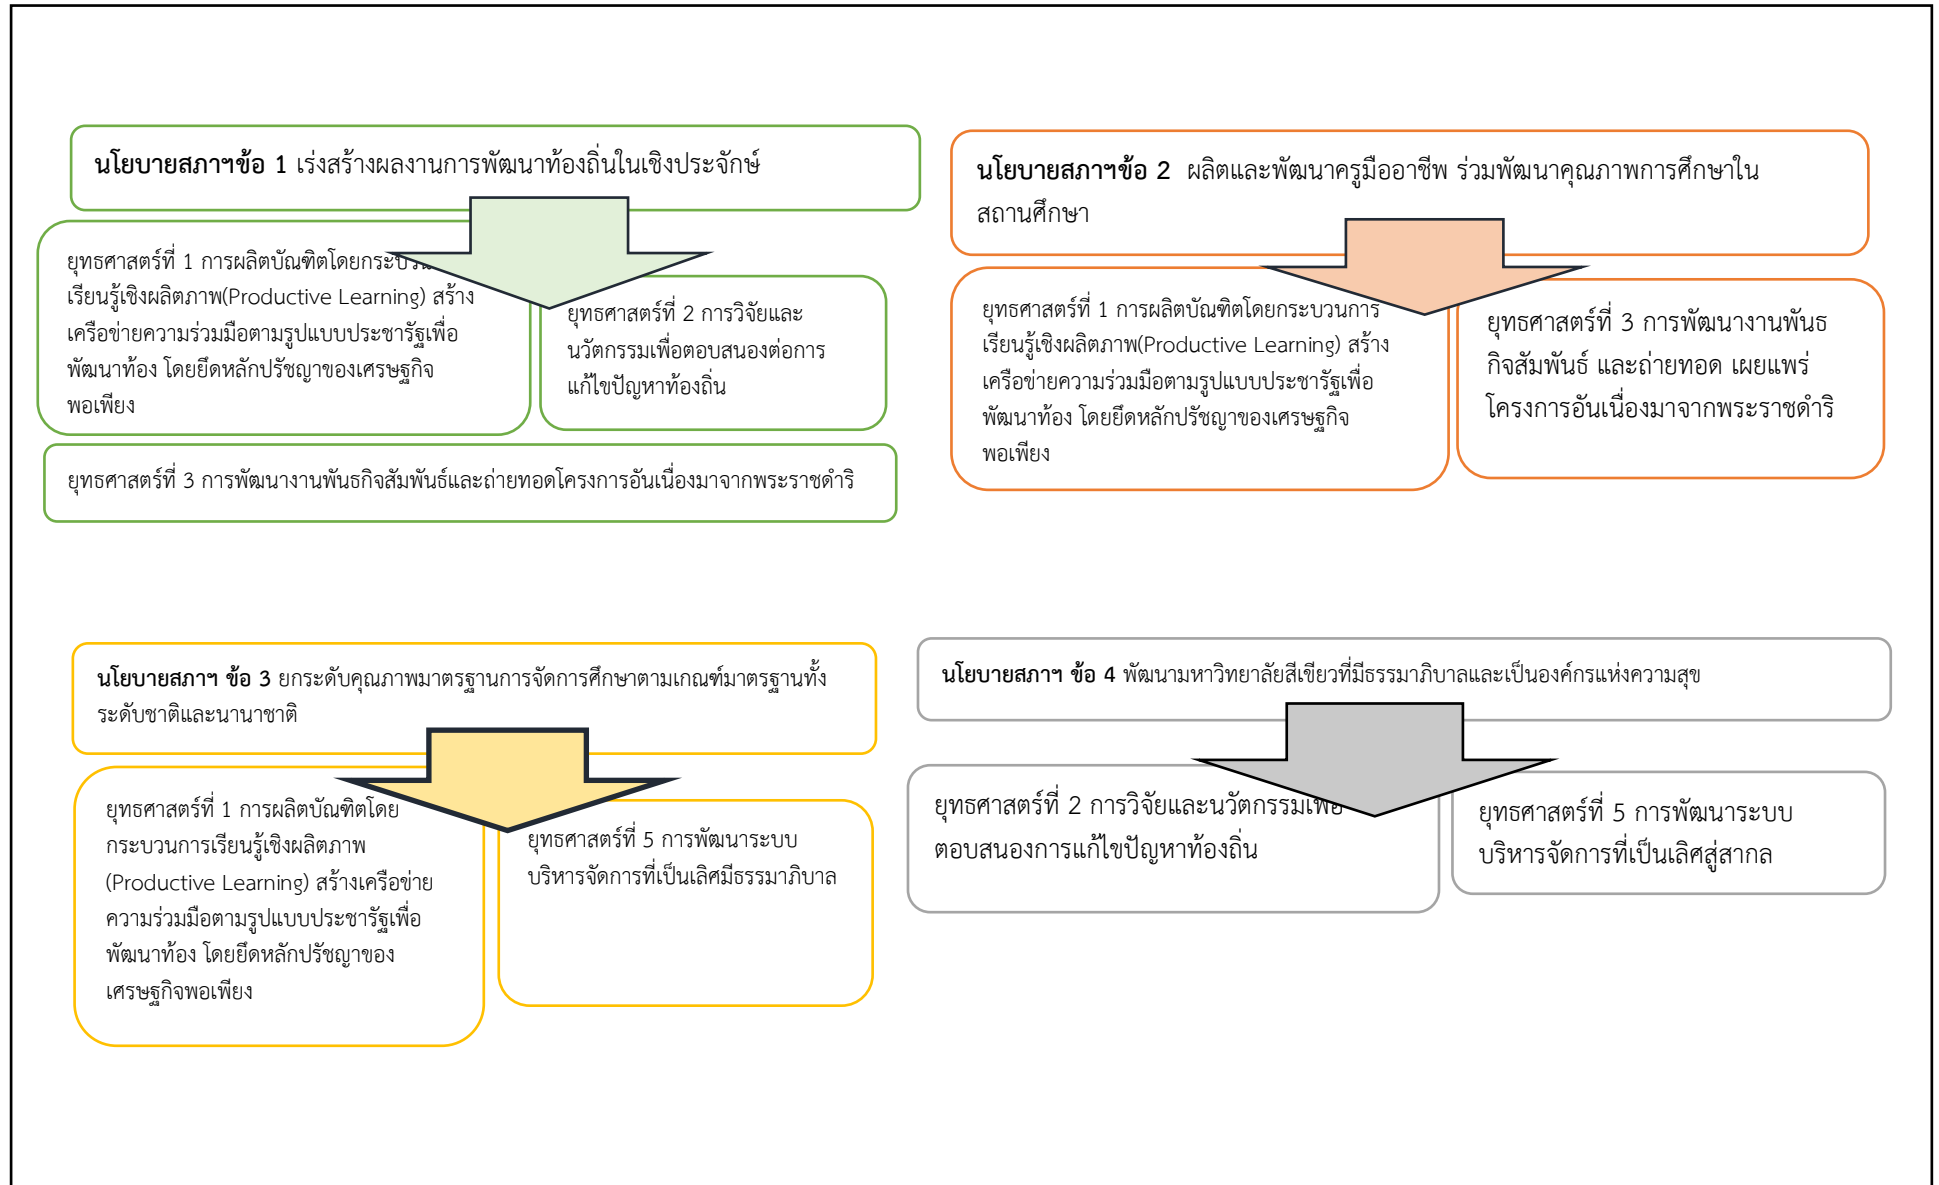 นโยบายสภาฯข้อ 1 เร่งสร้างผลงานการพัฒนาท้องถิ่นในเชิงประจักษ์
ยุทธศาสตร์ที่ 1 การผลิตบัณฑิตโดย
เรียนรู้เชิงผลิตภาพ(Productive Learning) สร้าง
เครือข่ายความร่วมมือตามรูปแบบประชารัฐเพื่อ
พัฒนาท้อง โดยยึดหลักปรัชญาของเศรษฐกิจ
พอเพียง
ยุทธศาสตร์ที่ 2 การวิจัยและ
นวัตกรรมเพื่อตอบสนองต่อการ
แก้ไขปัญหาท้องถิ่น
ยุทธศาสตร์ที่ 3 การพัฒนางานพันธกิจสัมพันธ์และถ่ายทอดโครงการอันเนื่องมาจากพระราชดำริ
นโยบายสภาฯข้อ 2 ผลิตและพัฒนาครูมืออาชีพ ร่วมพัฒนาคุณภาพการศึกษาใน
สถานศึกษา
ยุทธศาสตร์ที่ 1 การผลิตบัณฑิตโดยกระบวนการ
เรียนรู้เชิงผลิตภาพ(Productive Learning) สร้าง
เครือข่ายความร่วมมือตามรูปแบบประชารัฐเพื่อ
พัฒนาท้อง โดยยึดหลักปรัชญาของเศรษฐกิจ
พอเพียง
ยุทธศาสตร์ที่ 3 การพัฒนางานพันธ
กิจสัมพันธ์ และถ่ายทอด เผยแพร่
โครงการอันเนื่องมาจากพระราชดำริ
นโยบายสภาฯ ข้อ 3 ยกระดับคุณภาพมาตรฐานการจัดการศึกษาตามเกณฑ์มาตรฐานทั้ง
ระดับชาติและนานาชาติ
ยุทธศาสตร์ที่ 1 การผลิตบัณฑิตโดย
กระบวนการเรียนรู้เชิงผลิตภาพ
(Productive Learning) สร้างเครือข่าย
ความร่วมมือตามรูปแบบประชารัฐเพื่อ
พัฒนาท้อง โดยยึดหลักปรัชญาของ
เศรษฐกิจพอเพียง
ยุทธศาสตร์ที่ 5 การพัฒนาระบบ
บริหารจัดการที่เป็นเลิศมีธรรมาภิบาล
นโยบายสภาฯ ข้อ 4 พัฒนามหาวิทยาลัยสีเขียวที่มีธรรมาภิบาลและเป็นองค์กรแห่งความสุข
ยุทธศาสตร์ที่ 2 การวิจัยและนวัตกรรมเพื่อ
ตอบสนองการแก้ไขปัญหาท้องถิ่น
ยุทธศาสตร์ที่ 5 การพัฒนาระบบ
บริหารจัดการที่เป็นเลิศสู่สากล